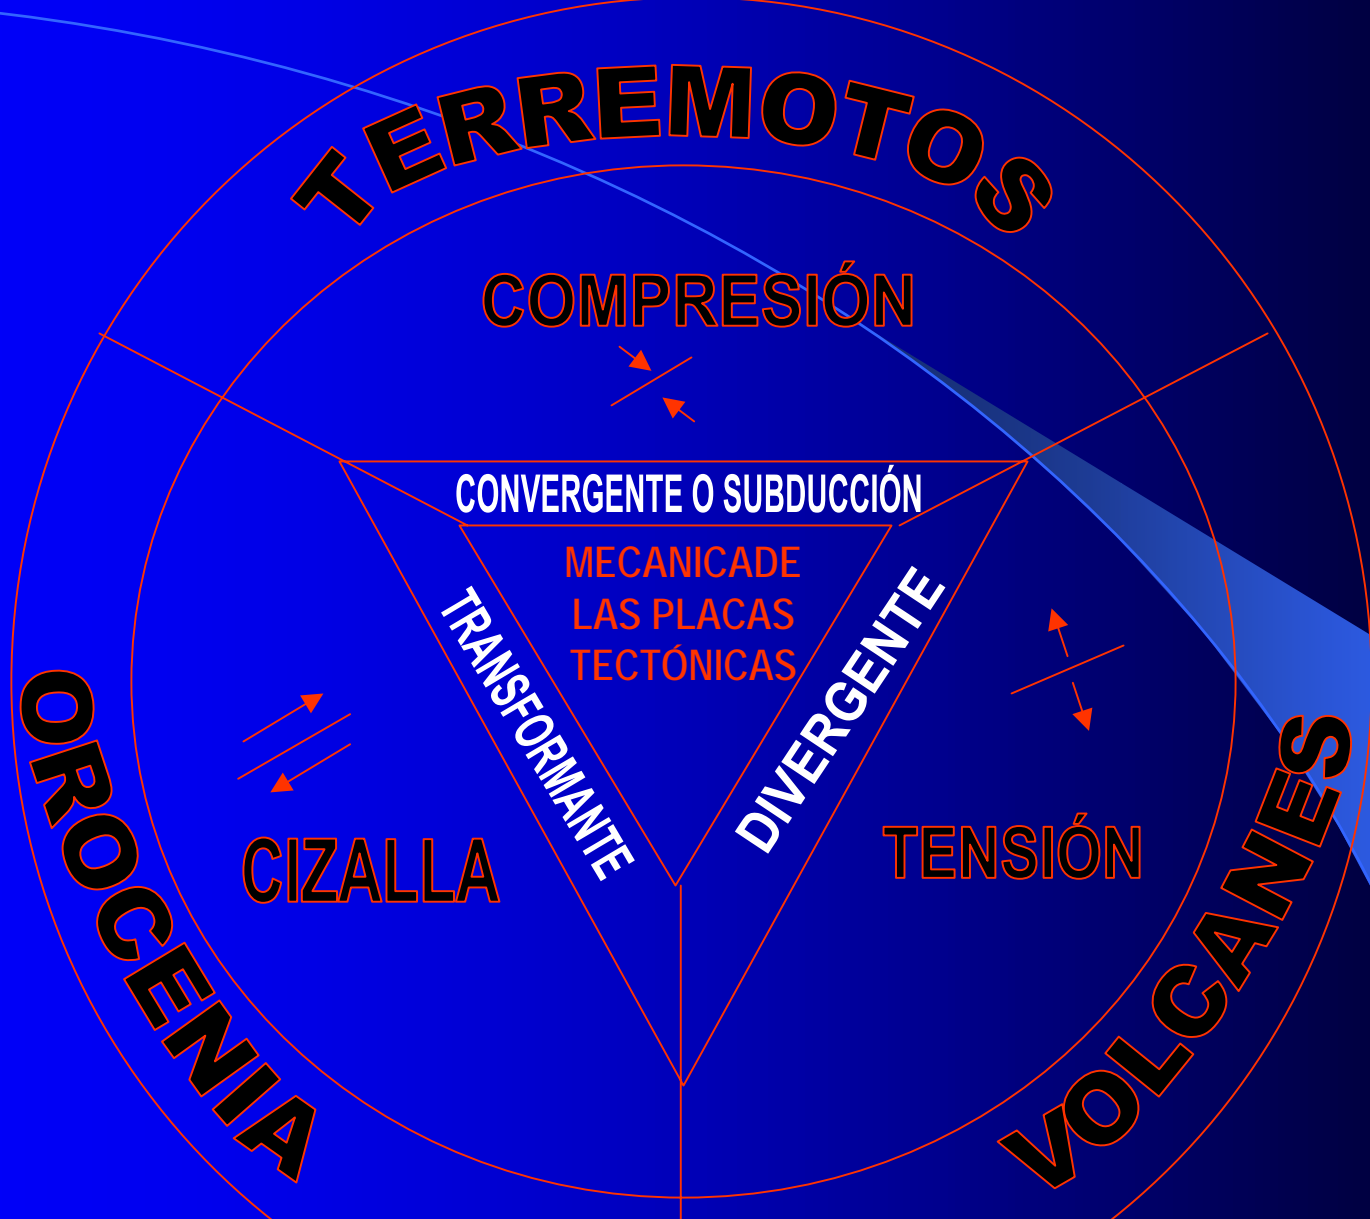 TERREMOTOS
COMPRESIÓN
CONVERGENTE O SUBDUCCIÓN
MECANICADE
LAS PLACAS
TECTÓNICAS
TRANSFORMANTE
DIVERGENTE
CIZALLA
TENSIÓN
OROCENIA
VOLCANES